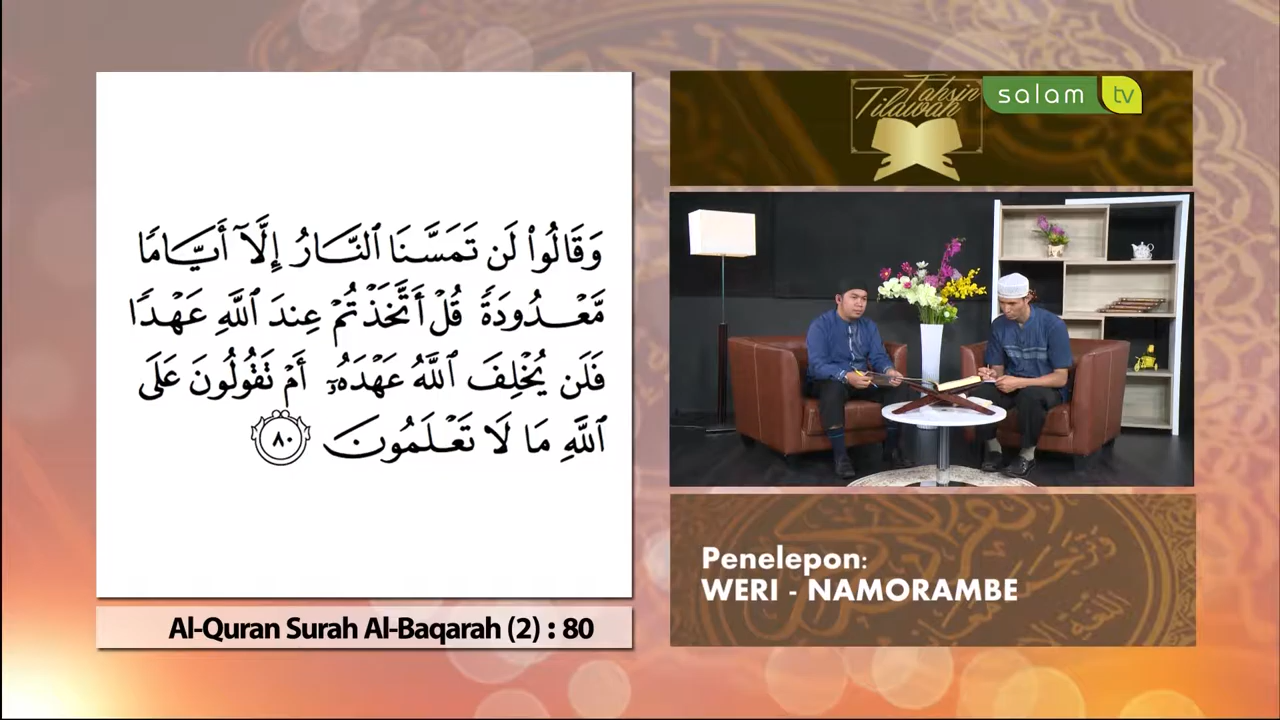 وَقَالُوا۟ لَن تَمَسَّنَا ٱلنَّارُ إِلَّآ أَيَّامًا
مَّعْدُودَةً قُلْ أَتَّخَذْتُمْ عِندَ ٱللَّهِ عَهْدًا
فَلَن يُخْلِفَ ٱللَّهُ عَهْدَهُۥٓ أَمْ تَقُولُونَ عَلَى
ٱللَّهِ مَا لَا تَعْلَمُونَ ٨٠
Al-Quran Surah Al-Baqarah (2) : 80
Tahsin
Tilawah
salam tv
Penelepon:
WERI - NAMORAMBE